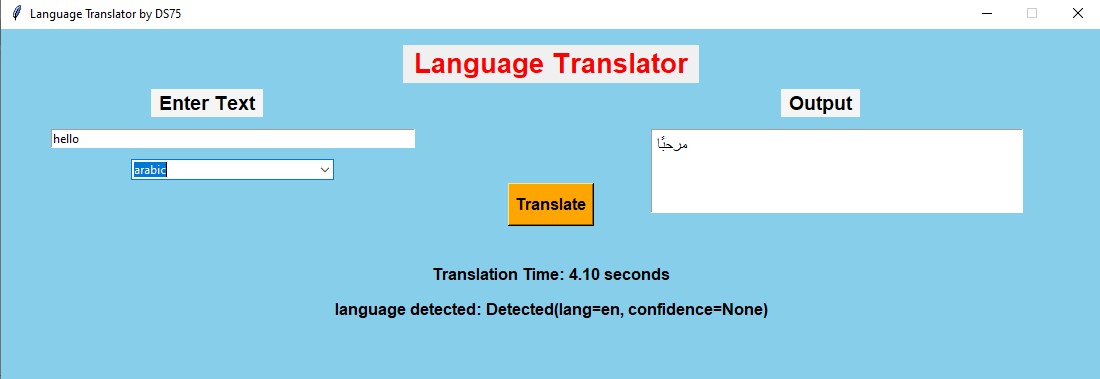 Language Translator by DS75
Language Translator
Enter Text
Output
hello
مرحبًا
arabic
Translate
Translation Time: 4.10 seconds
language detected: Detected(lang=en, confidence=None)